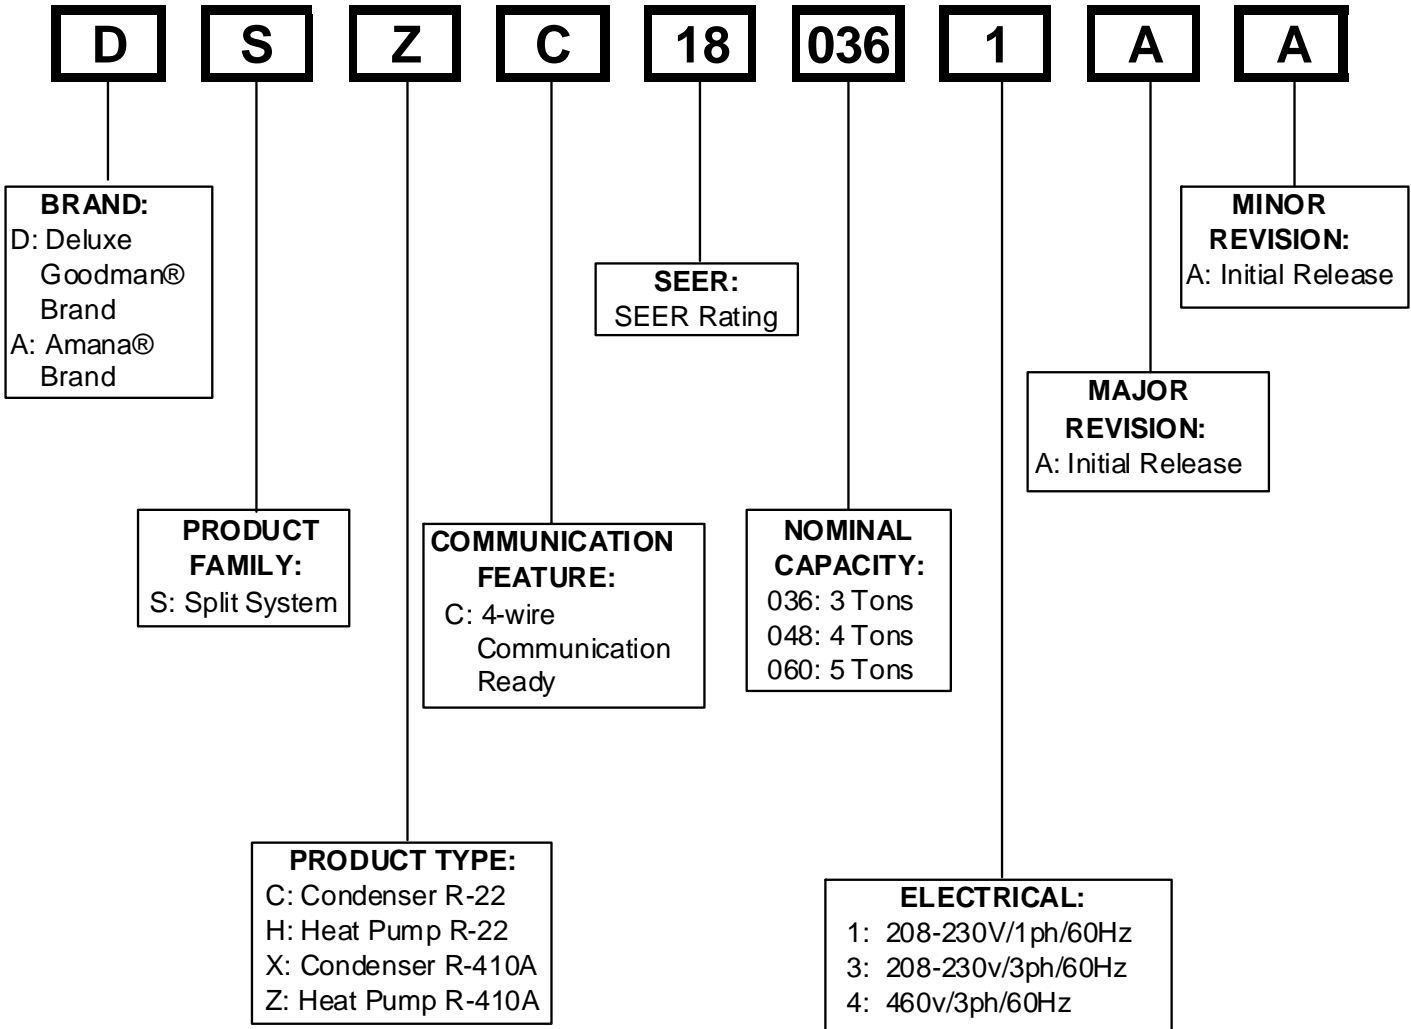 D S Z C 18 036 1 A A
BRAND:
D: Deluxe
Goodman®
Brand
A: Amana®
Brand
MINOR
REVISION:
A: Initial Release
SEER:
SEER Rating
MAJOR
REVISION:
A: Initial Release
PRODUCT
FAMILY:
S: Split System
COMMUNICATION
FEATURE:
C: 4-wire
Communication
Ready
NOMINAL
CAPACITY:
036: 3 Tons
048: 4 Tons
060: 5 Tons
PRODUCT TYPE:
C: Condenser R-22
H: Heat Pump R-22
X: Condenser R-410A
Z: Heat Pump R-410A
ELECTRICAL:
1: 208-230V/1ph/60Hz
3: 208-230v/3ph/60Hz
4: 460v/3ph/60Hz